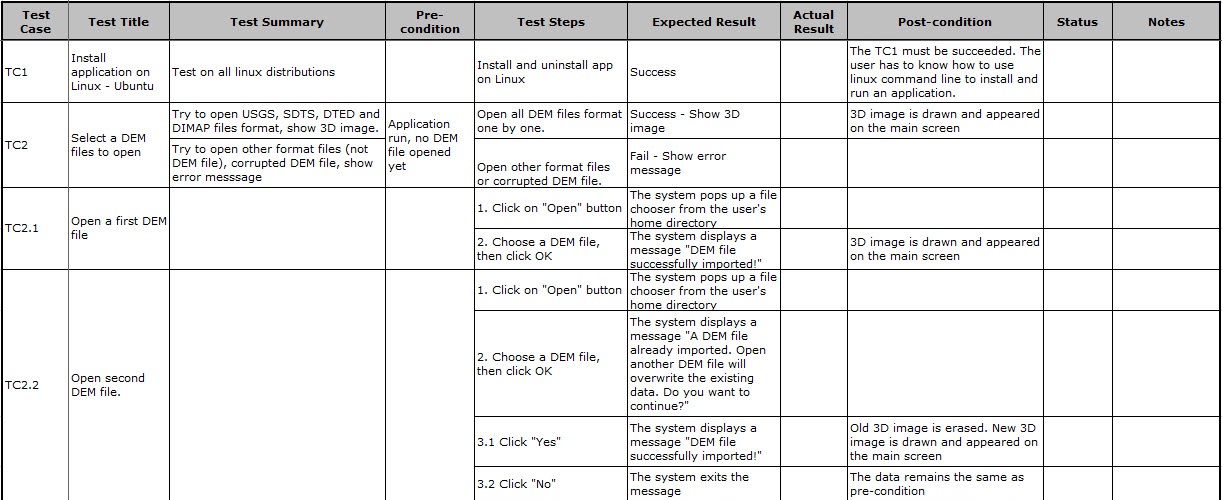 Test
Case
Test Title
Test Summary
Pre-
condition
Test Steps
Expected Result
Actual
Result
Post-condition
Status
Notes
TC1
Install
application on
Linux - Ubuntu
Test on all linux distributions
Install and uninstall app
on Linux
Success
The TC1 must be succeeded. The
user has to know how to use
linux command line to install and
run an application.
TC2
Select a DEM
files to open
Try to open USGS, SDTS, DTED and
DIMAP files format, show 3D image.
Application
run, no DEM
file opened
yet
Open all DEM files format
one by one.
Success - Show 3D
image
3D image is drawn and appeared
on the main screen
Try to open other format files (not
DEM file), corrupted DEM file, show
error messsage
Open other format files
or corrupted DEM file.
Fail - Show error
message
TC2.1
Open a first DEM
file
1. Click on "Open" button
The system pops up a file
chooser from the user's
home directory
2. Choose a DEM file,
then click OK
The system displays a
message "DEM file
successfully imported!"
3D image is drawn and appeared
on the main screen
TC2.2
Open second
DEM file.
1. Click on "Open" button
The system pops up a file
chooser from the user's
home directory
2. Choose a DEM file,
then click OK
The system displays a
message "A DEM file
already imported. Open
another DEM file will
overwrite the existing
data. Do you want to
continue?"
3.1 Click "Yes"
The system displays a
message "DEM file
successfully imported!"
Old 3D image is erased. New 3D
image is drawn and appeared on
the main screen
3.2 Click "No"
The system exits the
message
The data remains the same as
pre-condition